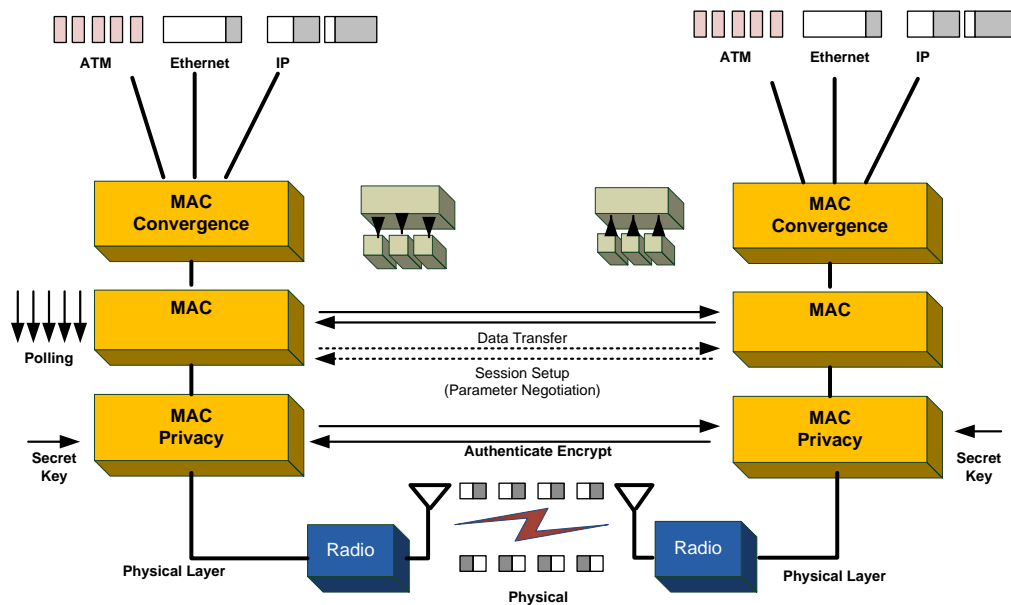 ATM
Ethernet
IP
ATM
Ethernet
IP
MAC
Convergence
MAC
Convergence
MAC
MAC
Polling
Data Transfer
Session Setup
(Parameter Negotiation)
MAC
Privacy
MAC
Privacy
Secret
Key
Authenticate Encrypt
Secret
Key
Radio
Radio
Physical Layer
Physical Layer
Physical